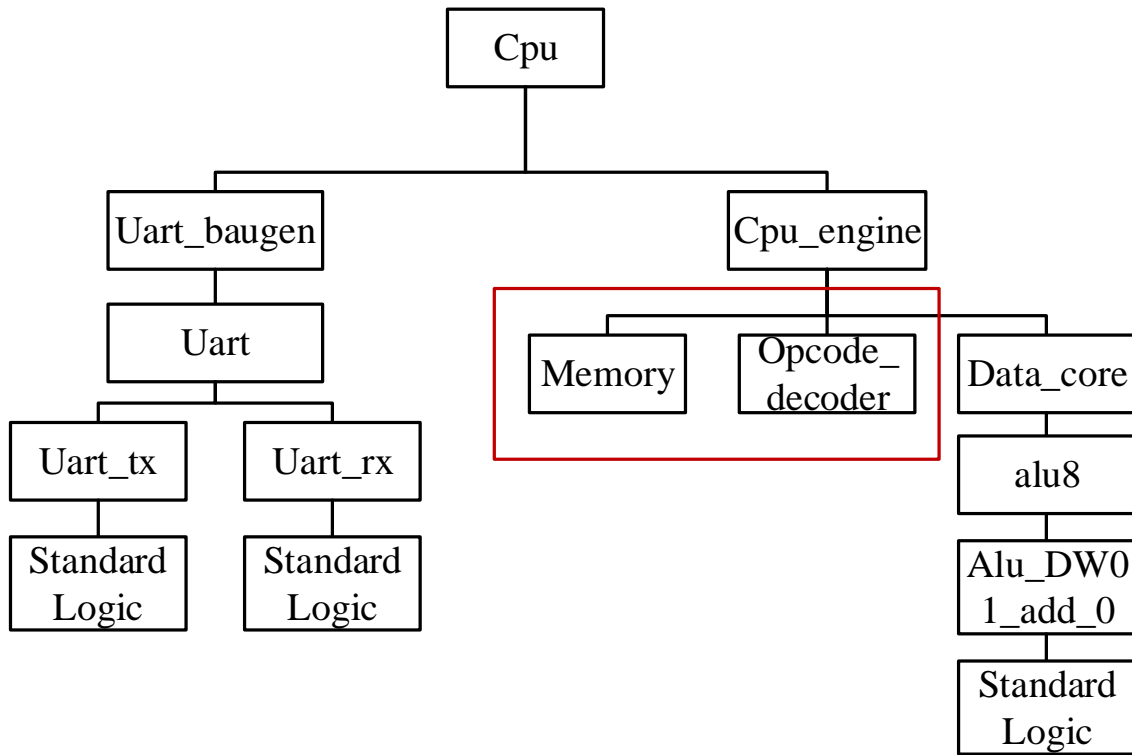 Cpu
Uart_baugen
Cpu_engine
Uart
Memory
Opcode_
decoder
Data_core
Uart_tx
Uart_rx
alu8
Standard
Logic
Standard
Logic
Alu_DW0
1_add_0
Standard
Logic